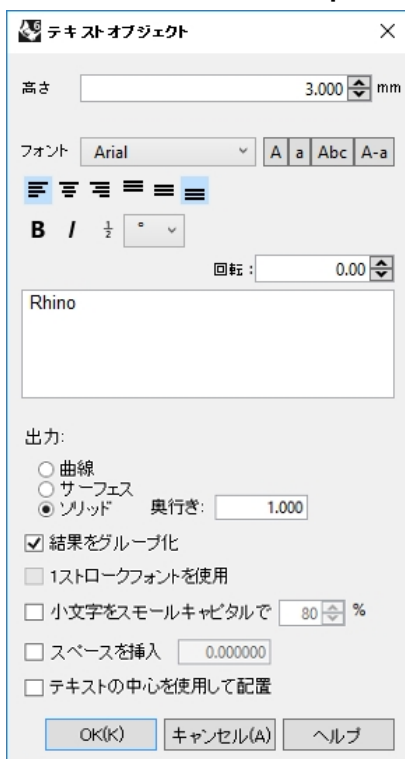 テキストオブジェクト
高さ 3.000 mm
フォント Arial A a Abc A-a
B I ½ °
回転: 0.00
Rhino
出力:
曲線
サーフェス
ソリッド 奥行き: 1.000
結果をグループ化
1ストロークフォントを使用
小文字をスモールキャピタルで 80 %
スペースを挿入 0.000000
テキストの中心を使用して配置
OK(K) キャンセル(A) ヘルプ